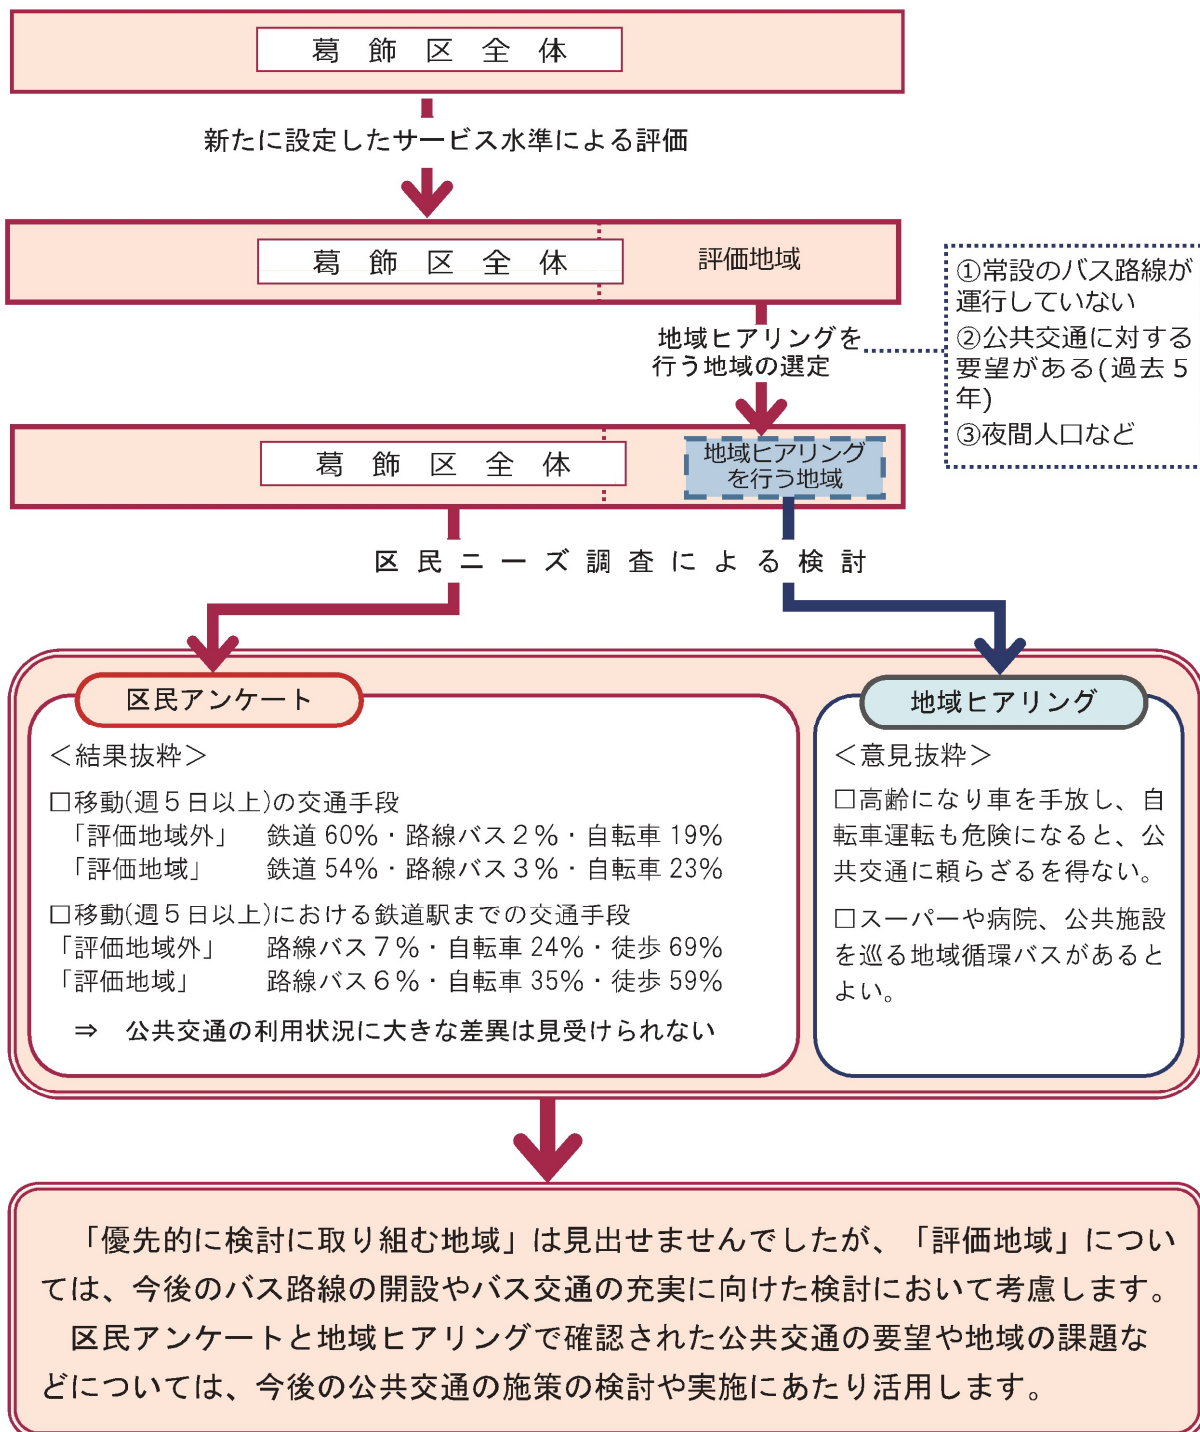 葛飾区全体
新たに設定したサービス水準による評価
葛飾区全体
評価地域
地域ヒアリングを
行う地域の選定
①常設のバス路線が
運行していない
②公共交通に対する
要望がある(過去５
年)
③夜間人口など
葛飾区全体
地域ヒアリング
を行う地域
区民ニーズ調査による検討
区民アンケート
＜結果抜粋＞
□移動(週５日以上)の交通手段
「評価地域外」　鉄道 60％・路線バス２％・自転車 19％
「評価地域」　鉄道 54％・路線バス３％・自転車 23％
□移動(週５日以上)における鉄道駅までの交通手段
「評価地域外」　路線バス７％・自転車 24％・徒歩 69％
「評価地域」　路線バス６％・自転車 35％・徒歩 59％
⇒　公共交通の利用状況に大きな差異は見受けられない
地域ヒアリング
＜意見抜粋＞
□高齢になり車を手放し、自
転車運転も危険になると、公
共交通に頼らざるを得ない。
□スーパーや病院、公共施設
を巡る地域循環バスがあると
よい。
「優先的に検討に取り組む地域」は見出せませんでしたが、「評価地域」につい
ては、今後のバス路線の開設やバス交通の充実に向けた検討において考慮します。
区民アンケートと地域ヒアリングで確認された公共交通の要望や地域の課題な
どについては、今後の公共交通の施策の検討や実施にあたり活用します。